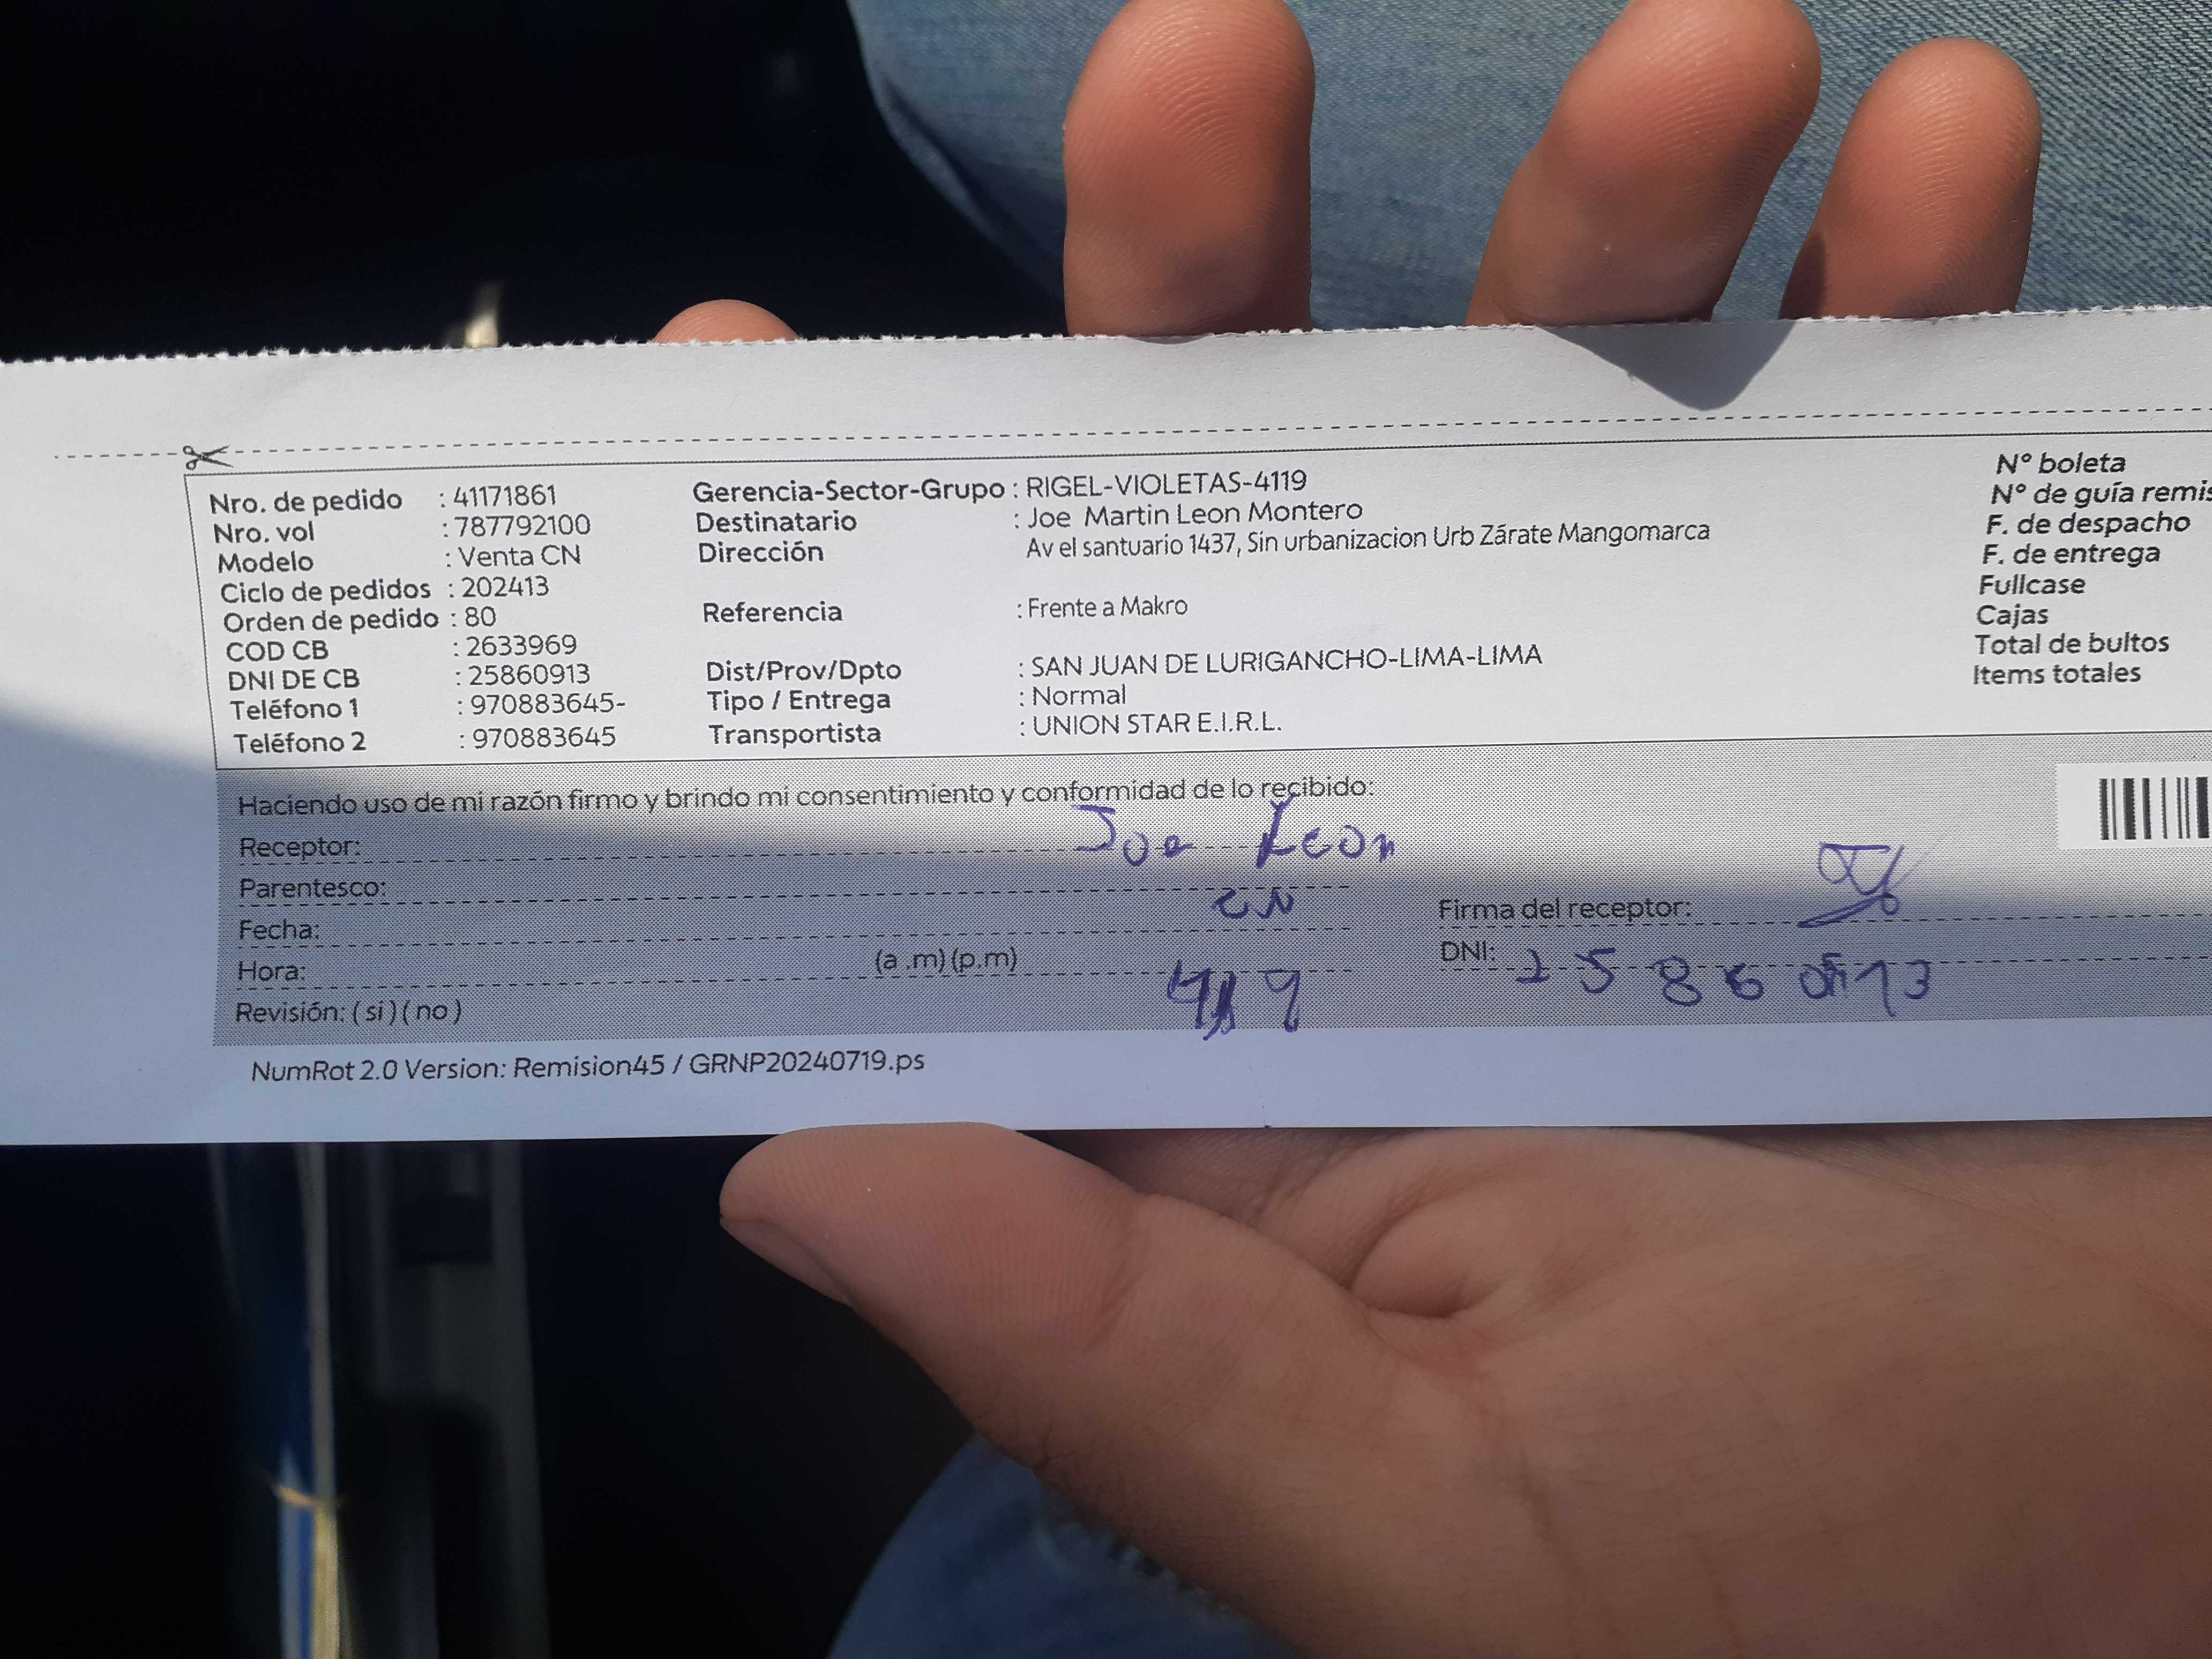 Nro. de pedido : 41171861
Nro. vol : 787792100
Modelo : Venta CN
Ciclo de pedidos : 202413
Orden de pedido : 80
COD CB : 2633969
DNI DE CB : 25860913
Teléfono 1 : 970883645-
Teléfono 2 : 970883645
Gerencia-Sector-Grupo : RIGEL-VIOLETAS-4119
Destinatario : Joe Martin Leon Montero
Dirección Av el santuario 1437, Sin urbanizacion Urb Zárate Mangomarca
Referencia : Frente a Makro
Dist/Prov/Dpto : SAN JUAN DE LURIGANCHO-LIMA-LIMA
Tipo / Entrega : Normal
Transportista : UNION STAR E.I.R.L.
N° boleta
N° de guía remis
F. de despacho
F. de entrega
Fullcase
Cajas
Total de bultos
Items totales
Haciendo uso de mi razón firmo y brindo mi consentimiento y conformidad de lo recibido:
Receptor: Joe Leon
Parentesco: CN
Fecha:
Hora: (a .m) (p.m)
Revisión: ( si ) ( no )
Firma del receptor:
DNI: 25860913
NumRot 2.0 Version: Remision45 / GRNP20240719.ps